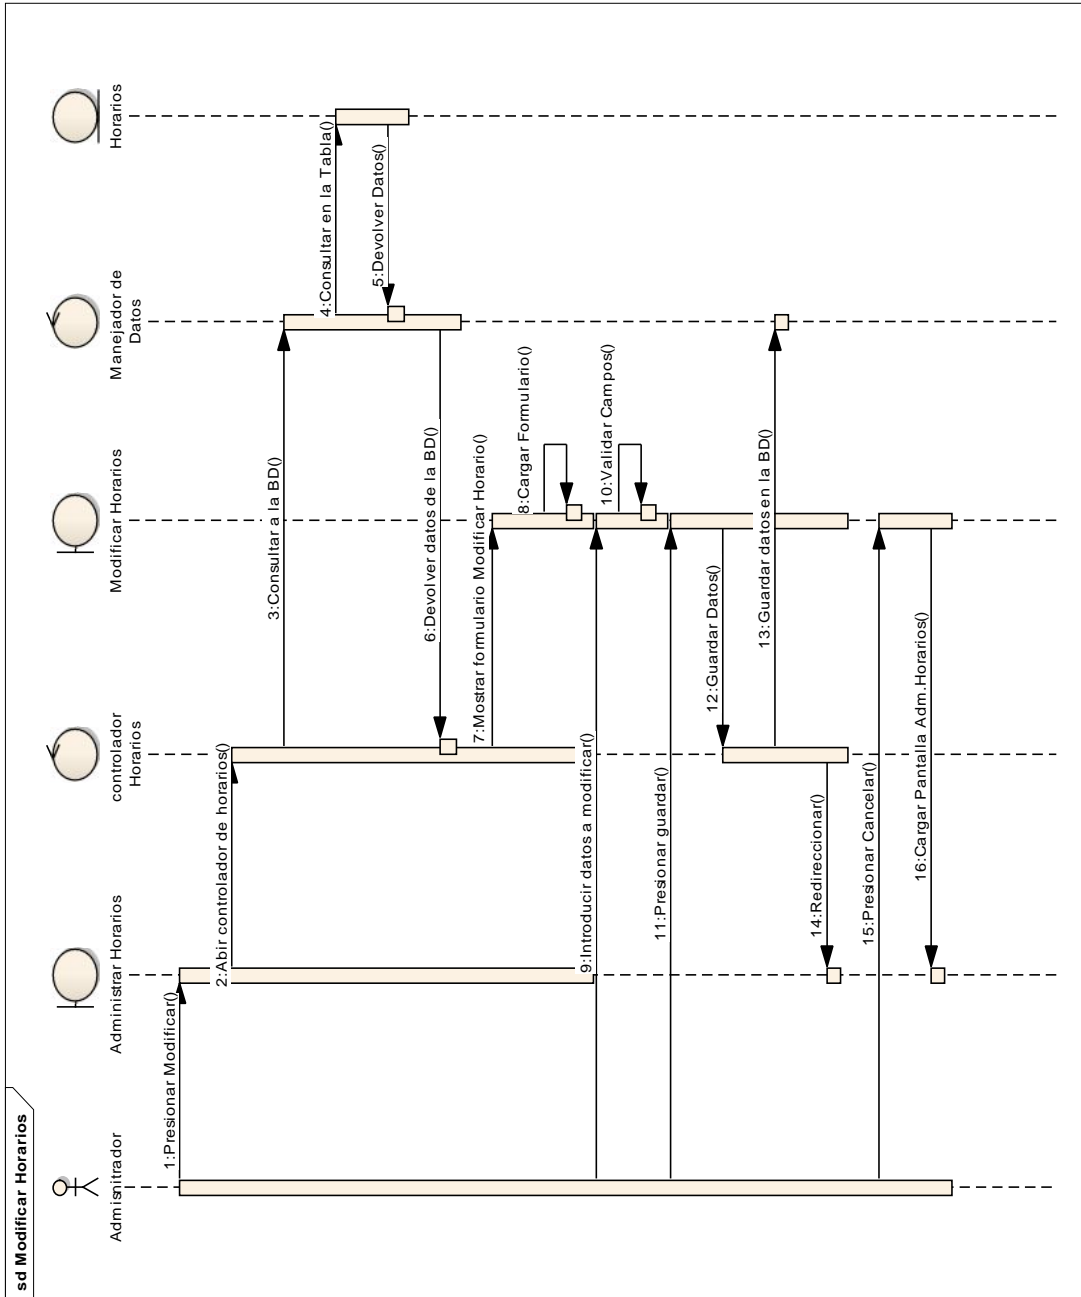 sd Modificar Horarios
Adminsitrador
Administrar Horarios
controlador
Horarios
Modificar Horarios
Manejador de
Datos
Horarios
1:Presionar Modificar()
2:Abir controlador de horarios()
3:Consultar a la BD()
4:Consultar en la Tabla()
5:Devolver Datos()
6:Devolver datos de la BD()
7:Mostrar formulario Modificar Horario()
8:Cargar Formulario()
9:Introducir datos a modificar()
10:Validar Campos()
11:Presionar guardar()
12:Guardar Datos()
13:Guardar datos en la BD()
14:Redireccionar()
15:Presionar Cancelar()
16:Cargar Pantalla Adm.Horarios()